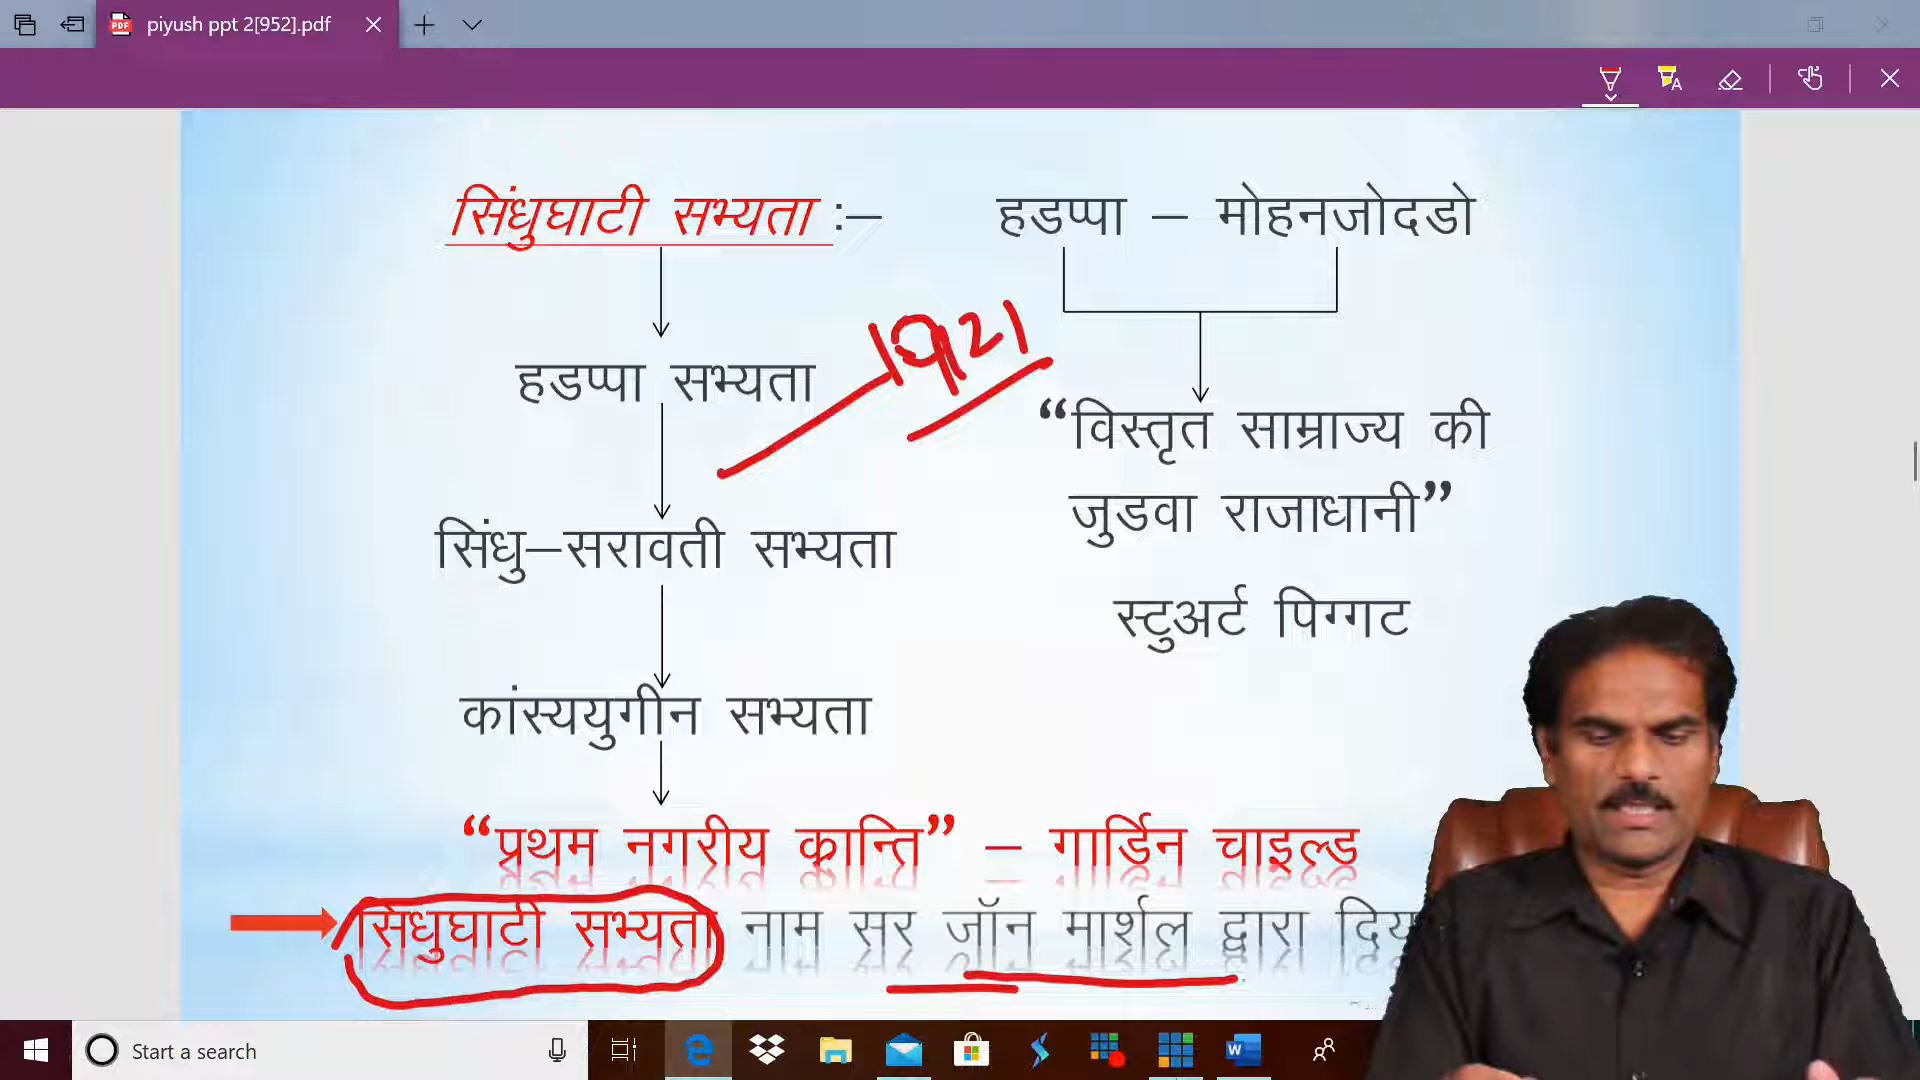 piyush ppt 2[952].pdf
सिंधुघाटी सभ्यता :–
हडप्पा – मोहनजोदडो
1921
हडप्पा सभ्यता
"विस्तृत साम्राज्य की
जुडवा राजाधानी"
सिंधु–सरावती सभ्यता
स्टुअर्ट पिग्गट
कांस्ययुगीन सभ्यता
"प्रथम नगरीय क्रान्ति" – गार्डिन चाइल्ड
सिंधुघाटी सभ्यता नाम सर जॉन मार्शल द्वारा
Start a search